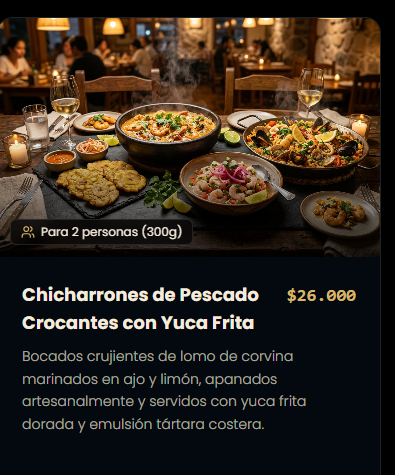 Para 2 personas (300g)
Chicharrones de Pescado $26.000
Crocantes con Yuca Frita
Bocados crujientes de lomo de corvina
marinados en ajo y limón, apanados
artesanalmente y servidos con yuca frita
dorada y emulsión tártara costera.